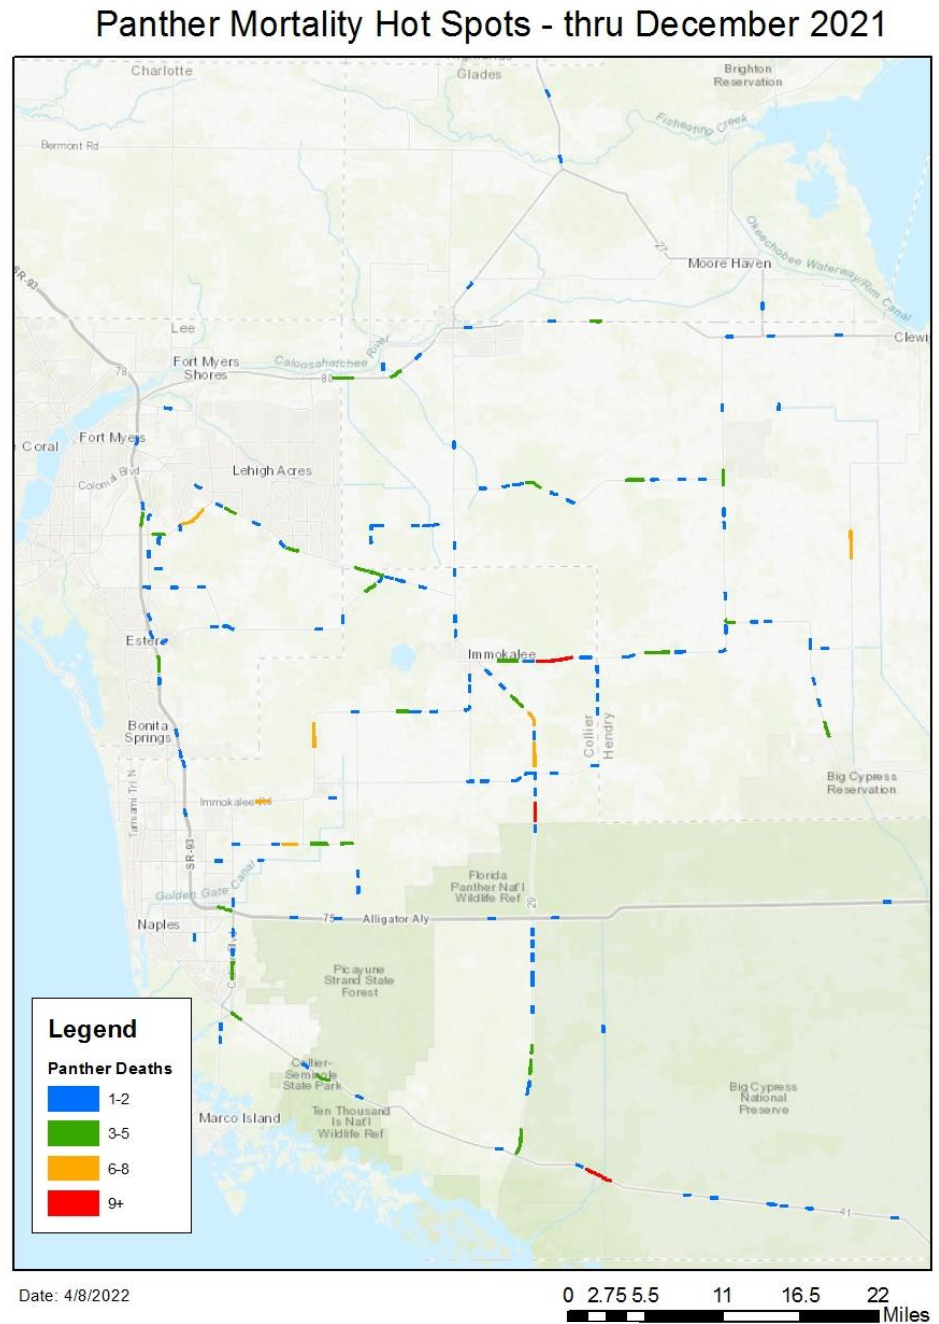 Panther Mortality Hot Spots - thru December 2021
Charlotte
Glades
Brighton
Reservation
Fisheating Creek
Bermont Rd
SR-93
27
Moore Haven
Okeechobee Waterway/Rim Canal
Lee
Clewi
Fort Myers
Shores
Caloosahatchee River
78
80
Fort Myers
e Coral
Colonial Blvd
Lehigh Acres
Estero
Immokalee
Bonita
Springs
Collier
Hendry
Tamiami Trl N
Immokalee Rd
Big Cypress
Reservation
SR-93
Golden Gate Canal
Florida
Panther Nat'l
Wildlife Ref
29
75
Alligator Aly
Naples
Collier Blvd
Picayune
Strand State
Forest
Collier-
Seminole
State Park
Ten Thousand
Is Nat'l
Wildlife Ref
Marco Island
Big Cypress
National
Preserve
41
Legend
Panther Deaths
1-2
3-5
6-8
9+
Date: 4/8/2022
0 2.75 5.5 11 16.5 22
Miles